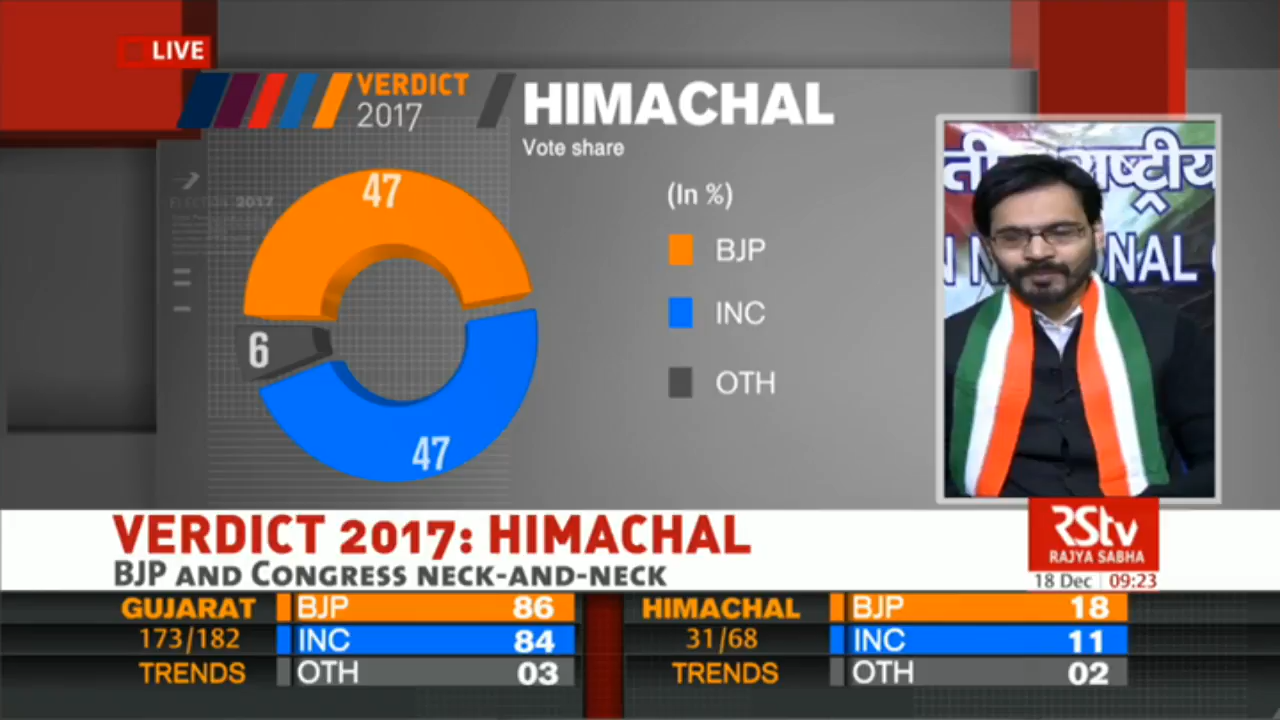 LIVE
VERDICT
2017
HIMACHAL
Vote share
47
6
47
(In %)
BJP
INC
OTH
राष्ट्रीय
NAL
VERDICT 2017: HIMACHAL
BJP AND CONGRESS NECK-AND-NECK
RStv
RAJYA SABHA
18 Dec 09:23
GUJARAT BJP 86
173/182 INC 84
TRENDS OTH 03
HIMACHAL BJP 18
31/68 INC 11
TRENDS OTH 02